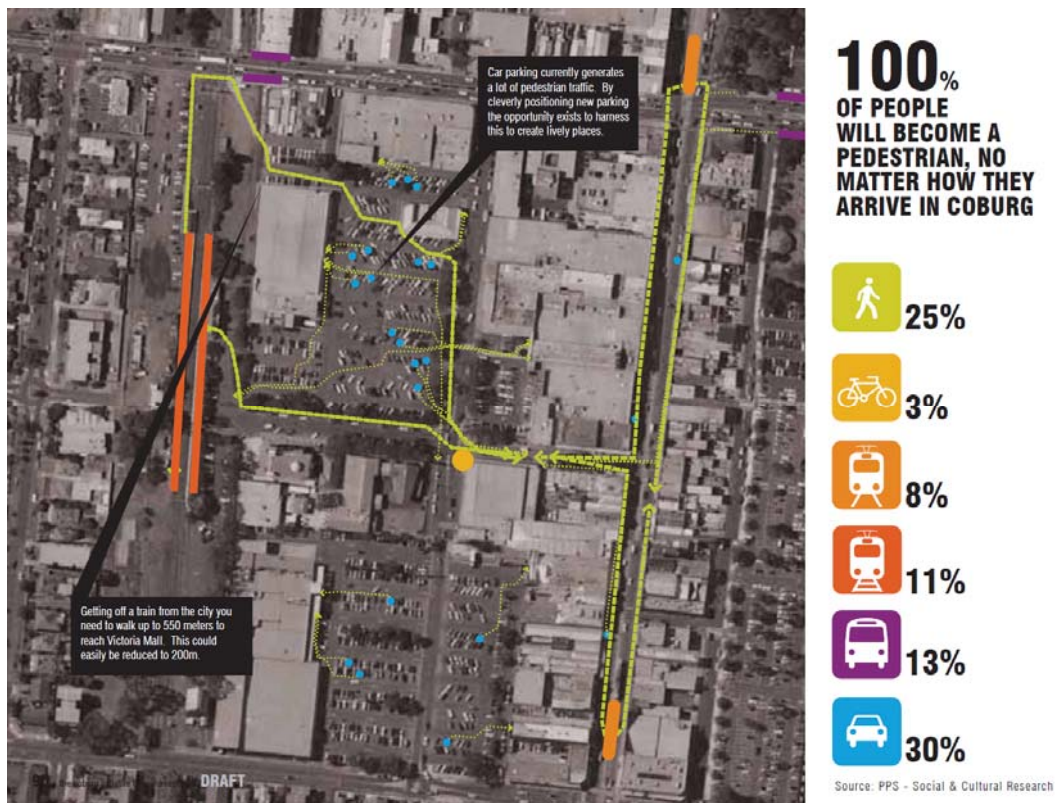 Car parking currently generates
a lot of pedestrian traffic. By
cleverly positioning new parking
the opportunity exists to harness
this to create lively places.
Getting off a train from the city you
need to walk up to 550 meters to
reach Victoria Mall. This could
easily be reduced to 200m.
DRAFT
100%
OF PEOPLE
WILL BECOME A
PEDESTRIAN, NO
MATTER HOW THEY
ARRIVE IN COBURG
25%
3%
8%
11%
13%
30%
Source: PPS - Social & Cultural Research